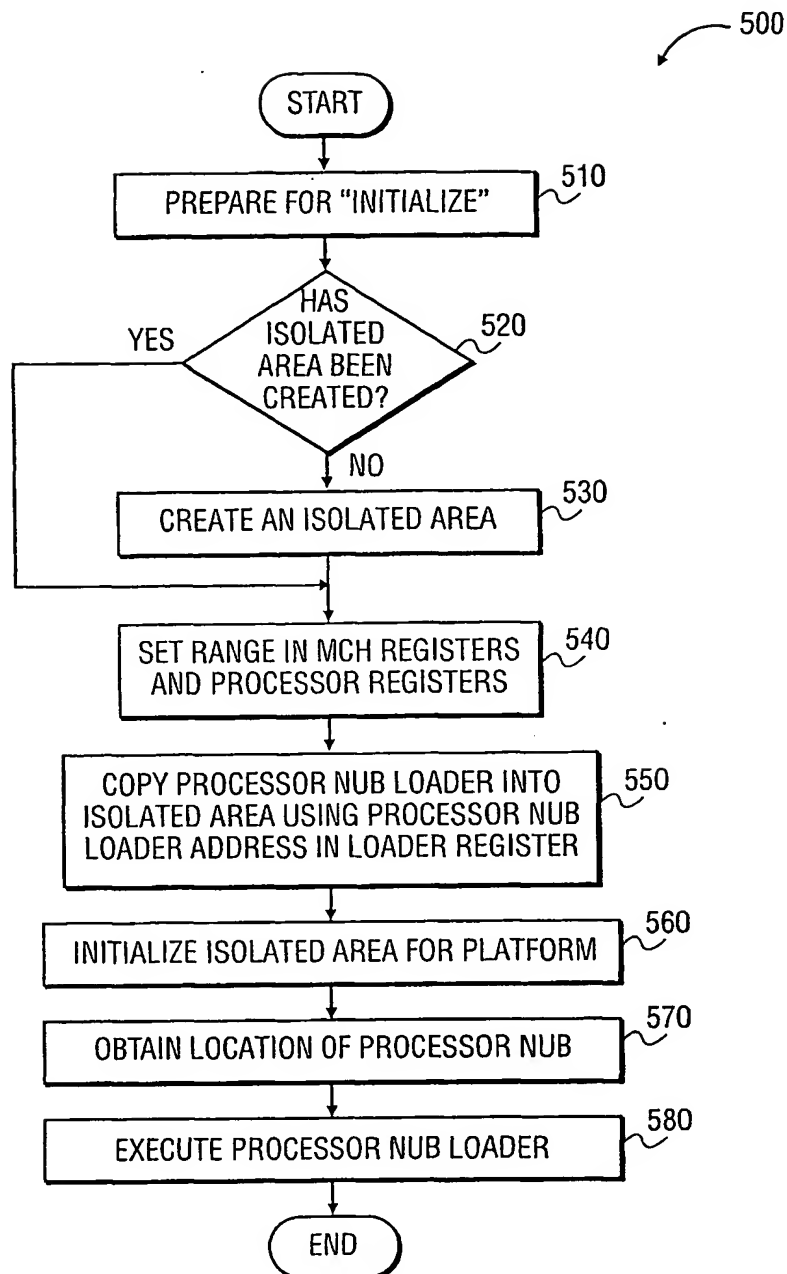 500
START
PREPARE FOR “INITIALIZE”
510
HAS
ISOLATED
AREA BEEN
CREATED?
520
YES
NO
CREATE AN ISOLATED AREA
530
SET RANGE IN MCH REGISTERS
AND PROCESSOR REGISTERS
540
COPY PROCESSOR NUB LOADER INTO
ISOLATED AREA USING PROCESSOR NUB
LOADER ADDRESS IN LOADER REGISTER
550
INITIALIZE ISOLATED AREA FOR PLATFORM
560
OBTAIN LOCATION OF PROCESSOR NUB
570
EXECUTE PROCESSOR NUB LOADER
580
END